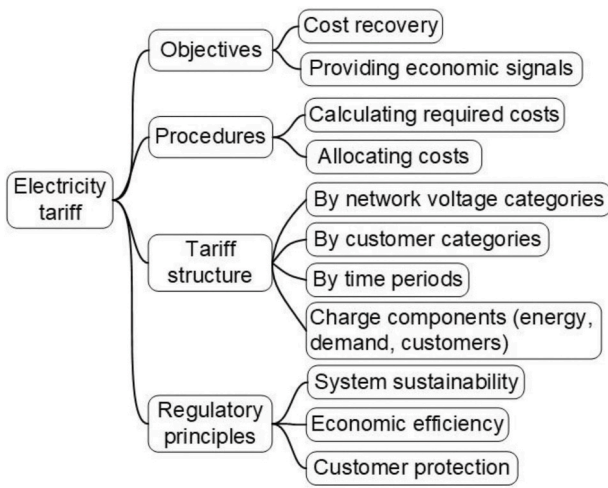 Electricity
tariff
Objectives
Cost recovery
Providing economic signals
Procedures
Calculating required costs
Allocating costs
Tariff
structure
By network voltage categories
By customer categories
By time periods
Charge components (energy,
demand, customers)
Regulatory
principles
System sustainability
Economic efficiency
Customer protection